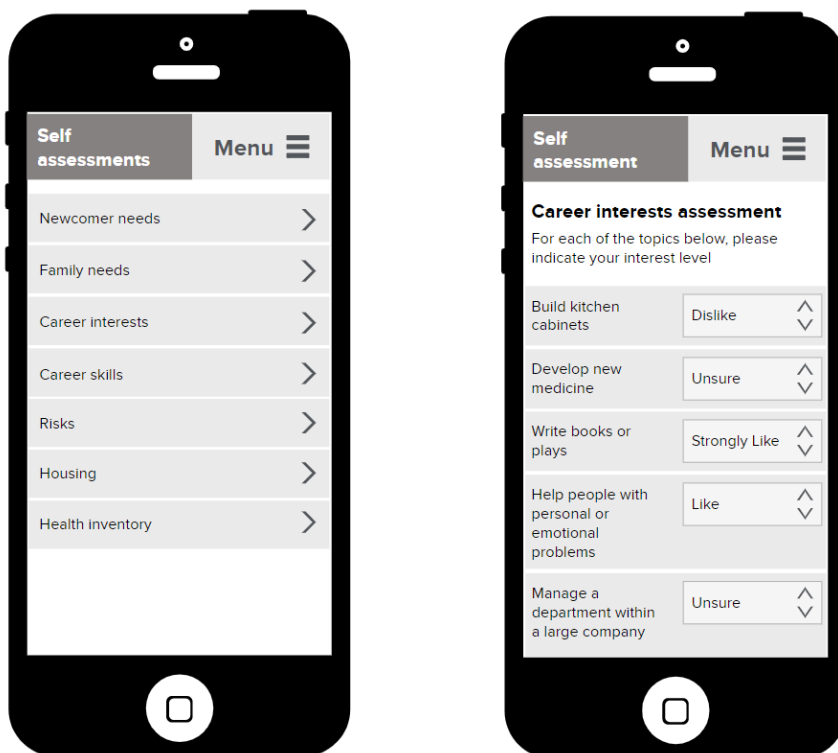 Self
assessments
Menu
Newcomer needs
Family needs
Career interests
Career skills
Risks
Housing
Health inventory
Self
assessment
Menu
Career interests assessment
For each of the topics below, please
indicate your interest level
Build kitchen
cabinets
Dislike
Develop new
medicine
Unsure
Write books or
plays
Strongly Like
Help people with
personal or
emotional
problems
Like
Manage a
department within
a large company
Unsure